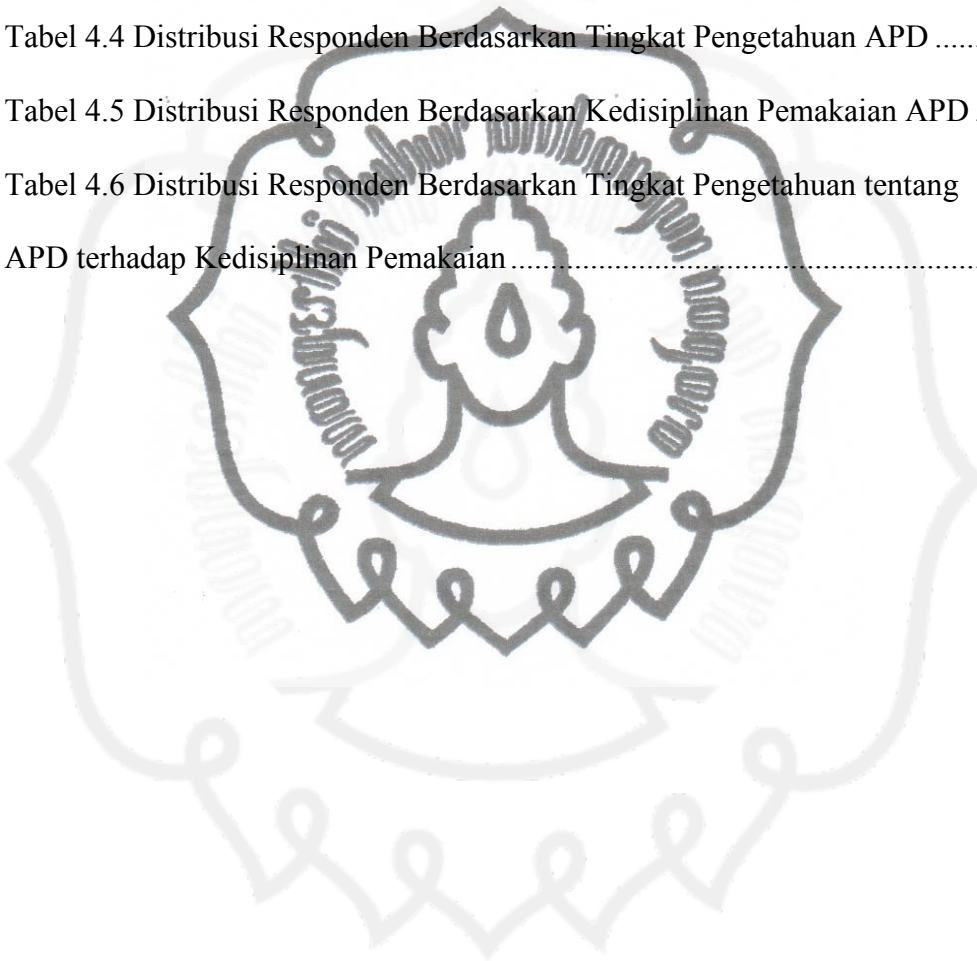 Tabel 4.4 Distribusi Responden Berdasarkan Tingkat Pengetahuan APD ......
Tabel 4.5 Distribusi Responden Berdasarkan Kedisiplinan Pemakaian APD .
Tabel 4.6 Distribusi Responden Berdasarkan Tingkat Pengetahuan tentang
APD terhadap Kedisiplinan Pemakaian ............................................................